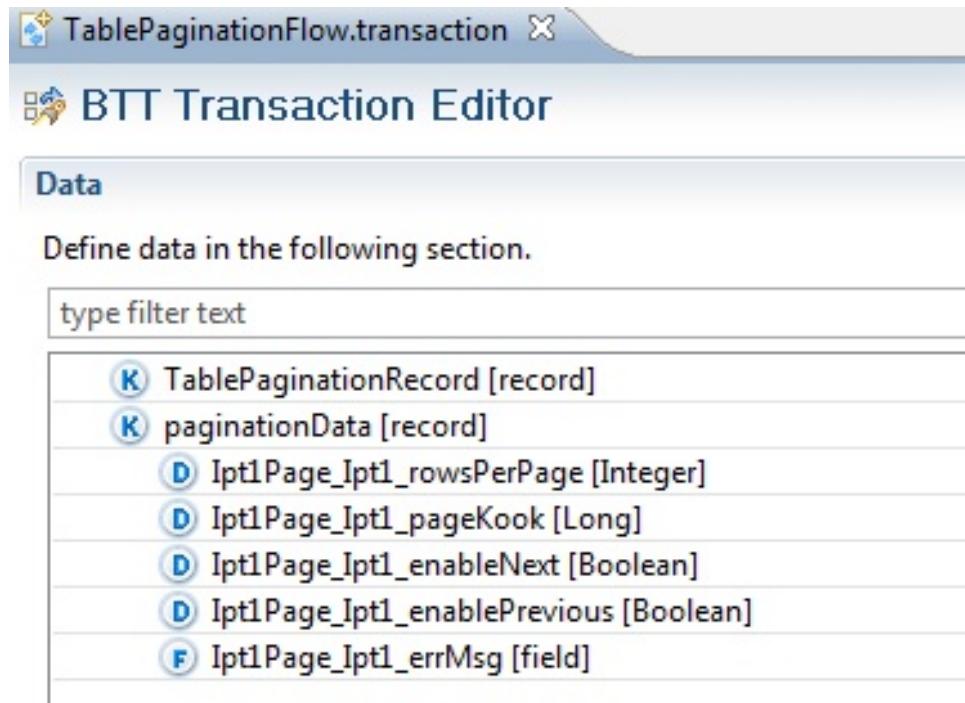 TablePaginationFlow.transaction
BTT Transaction Editor
Data
Define data in the following section.
type filter text
K TablePaginationRecord [record]
K paginationData [record]
D Ipt1Page_Ipt1_rowsPerPage [Integer]
D Ipt1Page_Ipt1_pageKook [Long]
D Ipt1Page_Ipt1_enableNext [Boolean]
D Ipt1Page_Ipt1_enablePrevious [Boolean]
F Ipt1Page_Ipt1_errMsg [field]